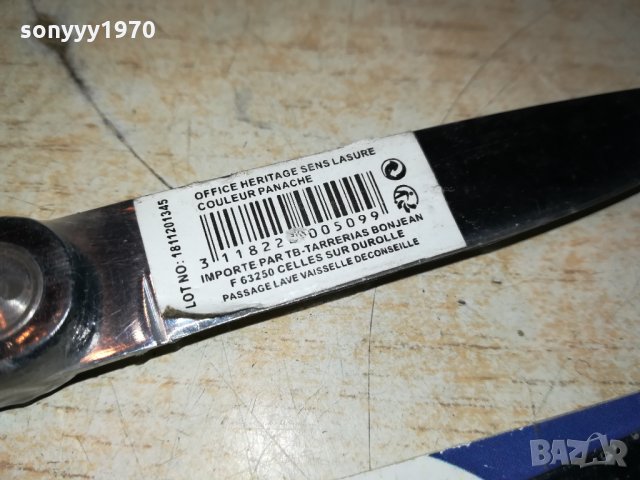 sonyyy1970
OFFICE HERITAGE SENS LASURE
COULEUR PANACHE
LOT NO: 1811201345
IMPORTE PAR TB-TARRERIAS BONJEAN
F 63250 CELLES SUR DUROLLE
PASSAGE LAVE VAISSELLE DECONSEILLE
BAZAR